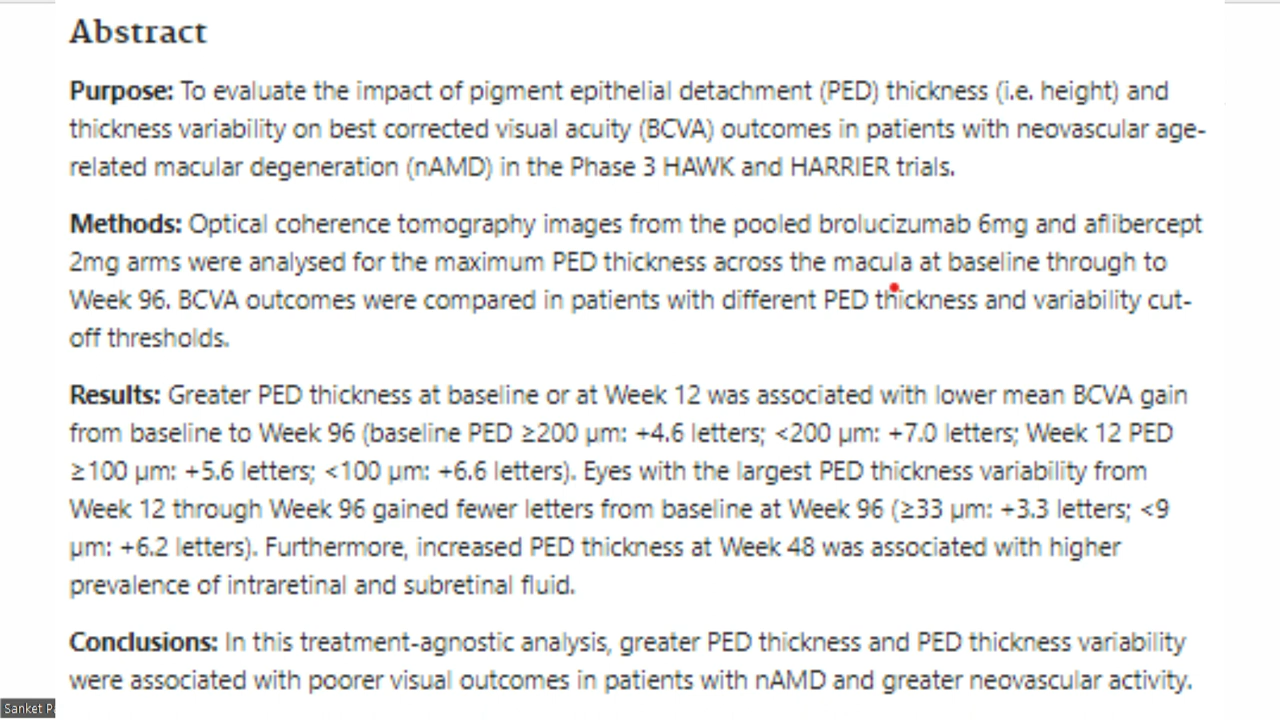 Abstract
Purpose: To evaluate the impact of pigment epithelial detachment (PED) thickness (i.e. height) and
thickness variability on best corrected visual acuity (BCVA) outcomes in patients with neovascular age-
related macular degeneration (nAMD) in the Phase 3 HAWK and HARRIER trials.
Methods: Optical coherence tomography images from the pooled brolucizumab 6mg and aflibercept
2mg arms were analysed for the maximum PED thickness across the macula at baseline through to
Week 96. BCVA outcomes were compared in patients with different PED thickness and variability cut-
off thresholds.
Results: Greater PED thickness at baseline or at Week 12 was associated with lower mean BCVA gain
from baseline to Week 96 (baseline PED ≥200 μm: +4.6 letters; <200 μm: +7.0 letters; Week 12 PED
≥100 μm: +5.6 letters; <100 μm: +6.6 letters). Eyes with the largest PED thickness variability from
Week 12 through Week 96 gained fewer letters from baseline at Week 96 (≥33 μm: +3.3 letters; <9
μm: +6.2 letters). Furthermore, increased PED thickness at Week 48 was associated with higher
prevalence of intraretinal and subretinal fluid.
Conclusions: In this treatment-agnostic analysis, greater PED thickness and PED thickness variability
were associated with poorer visual outcomes in patients with nAMD and greater neovascular activity.
Sanket